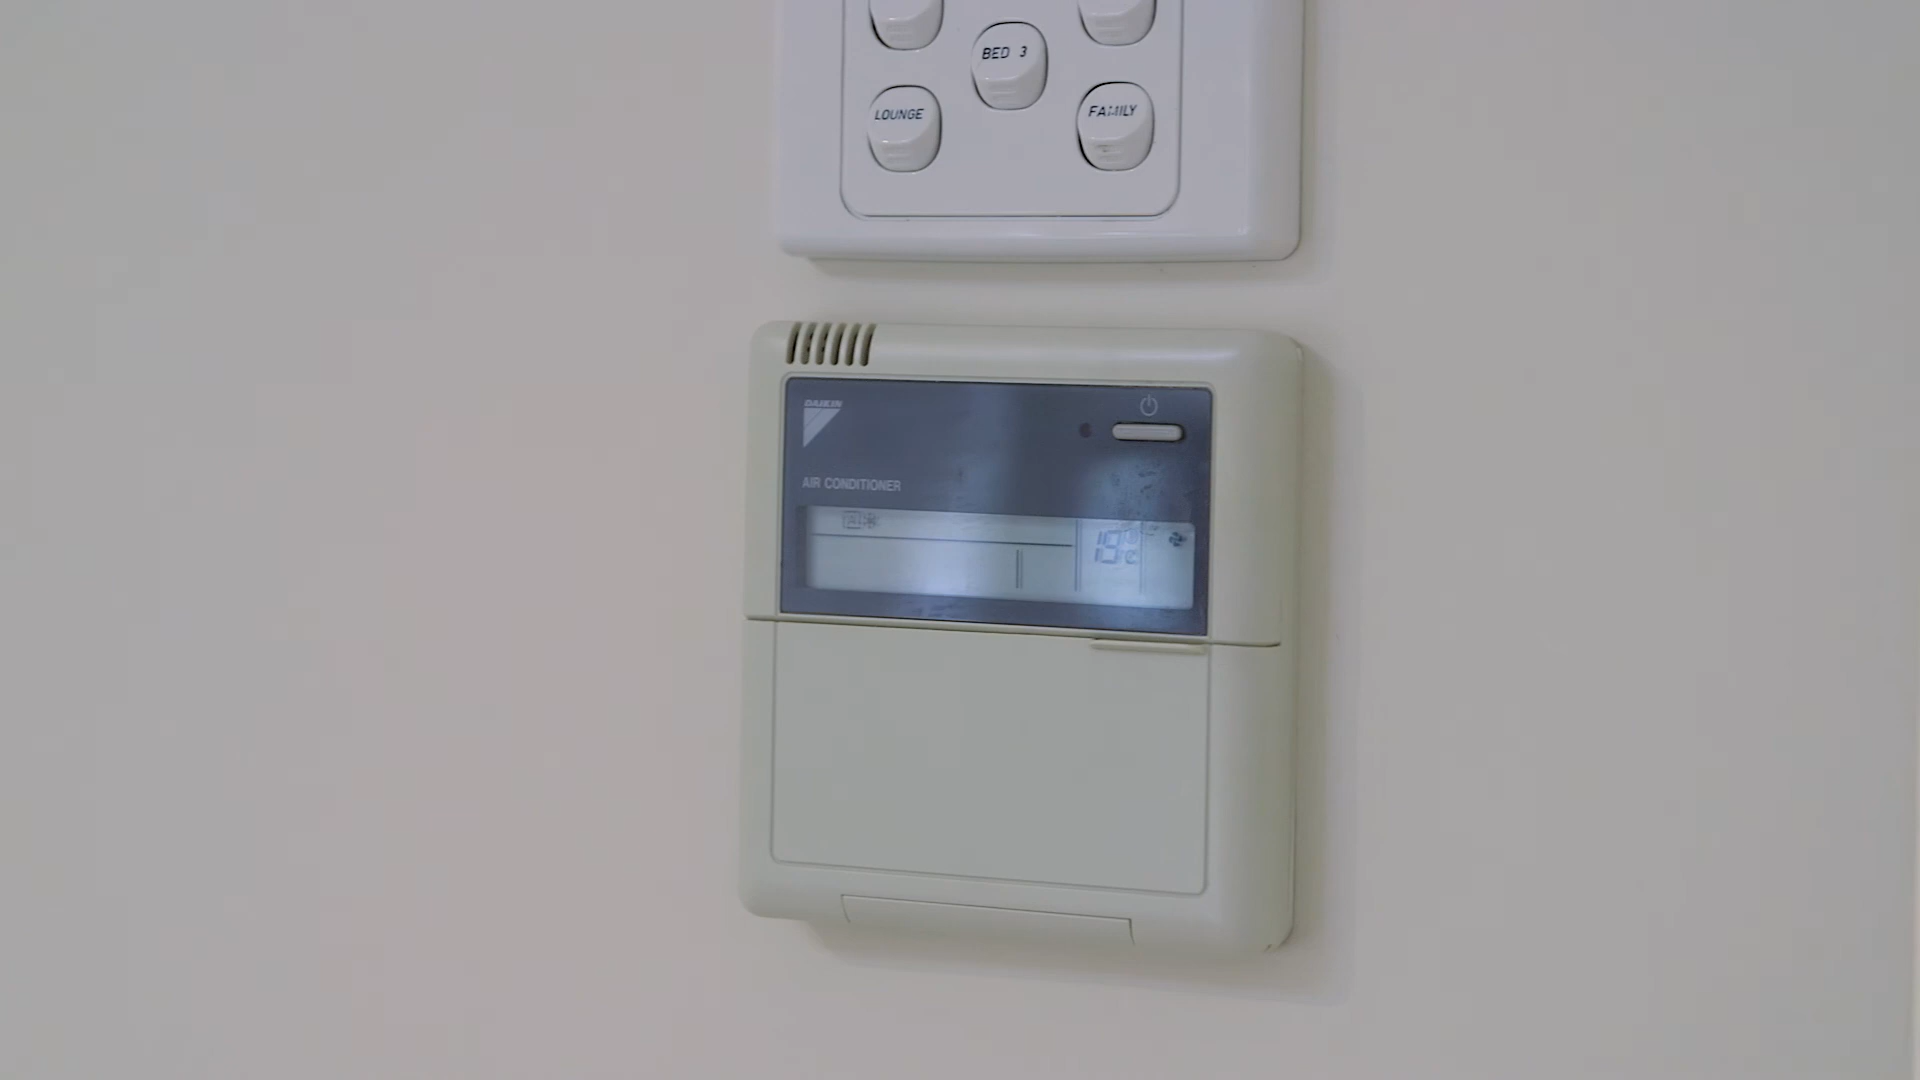 BED 3
LOUNGE
FAMILY
DAIKIN
AIR CONDITIONER
19°C